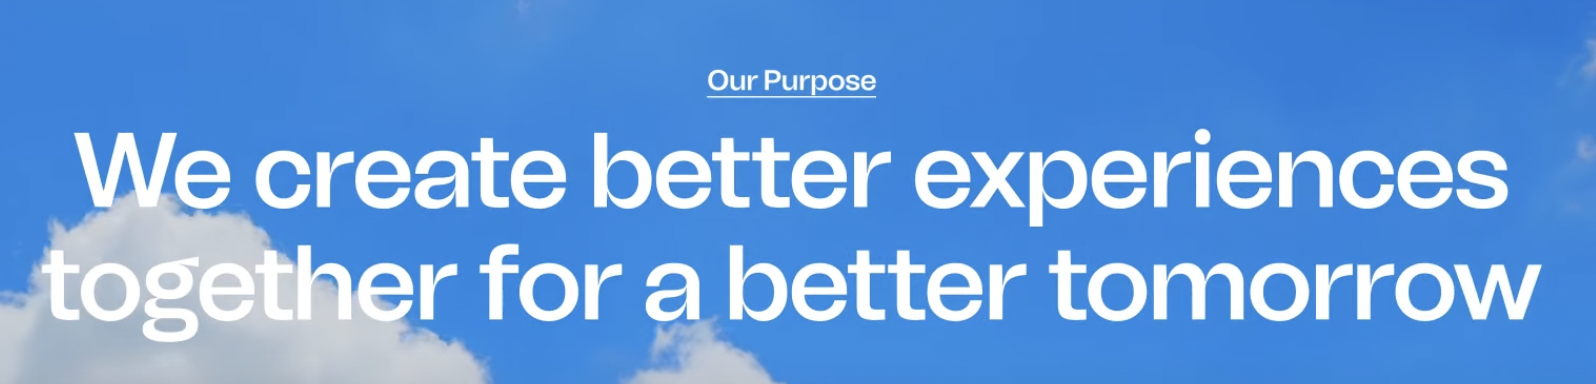 Our Purpose
We create better experiences
together for a better tomorrow